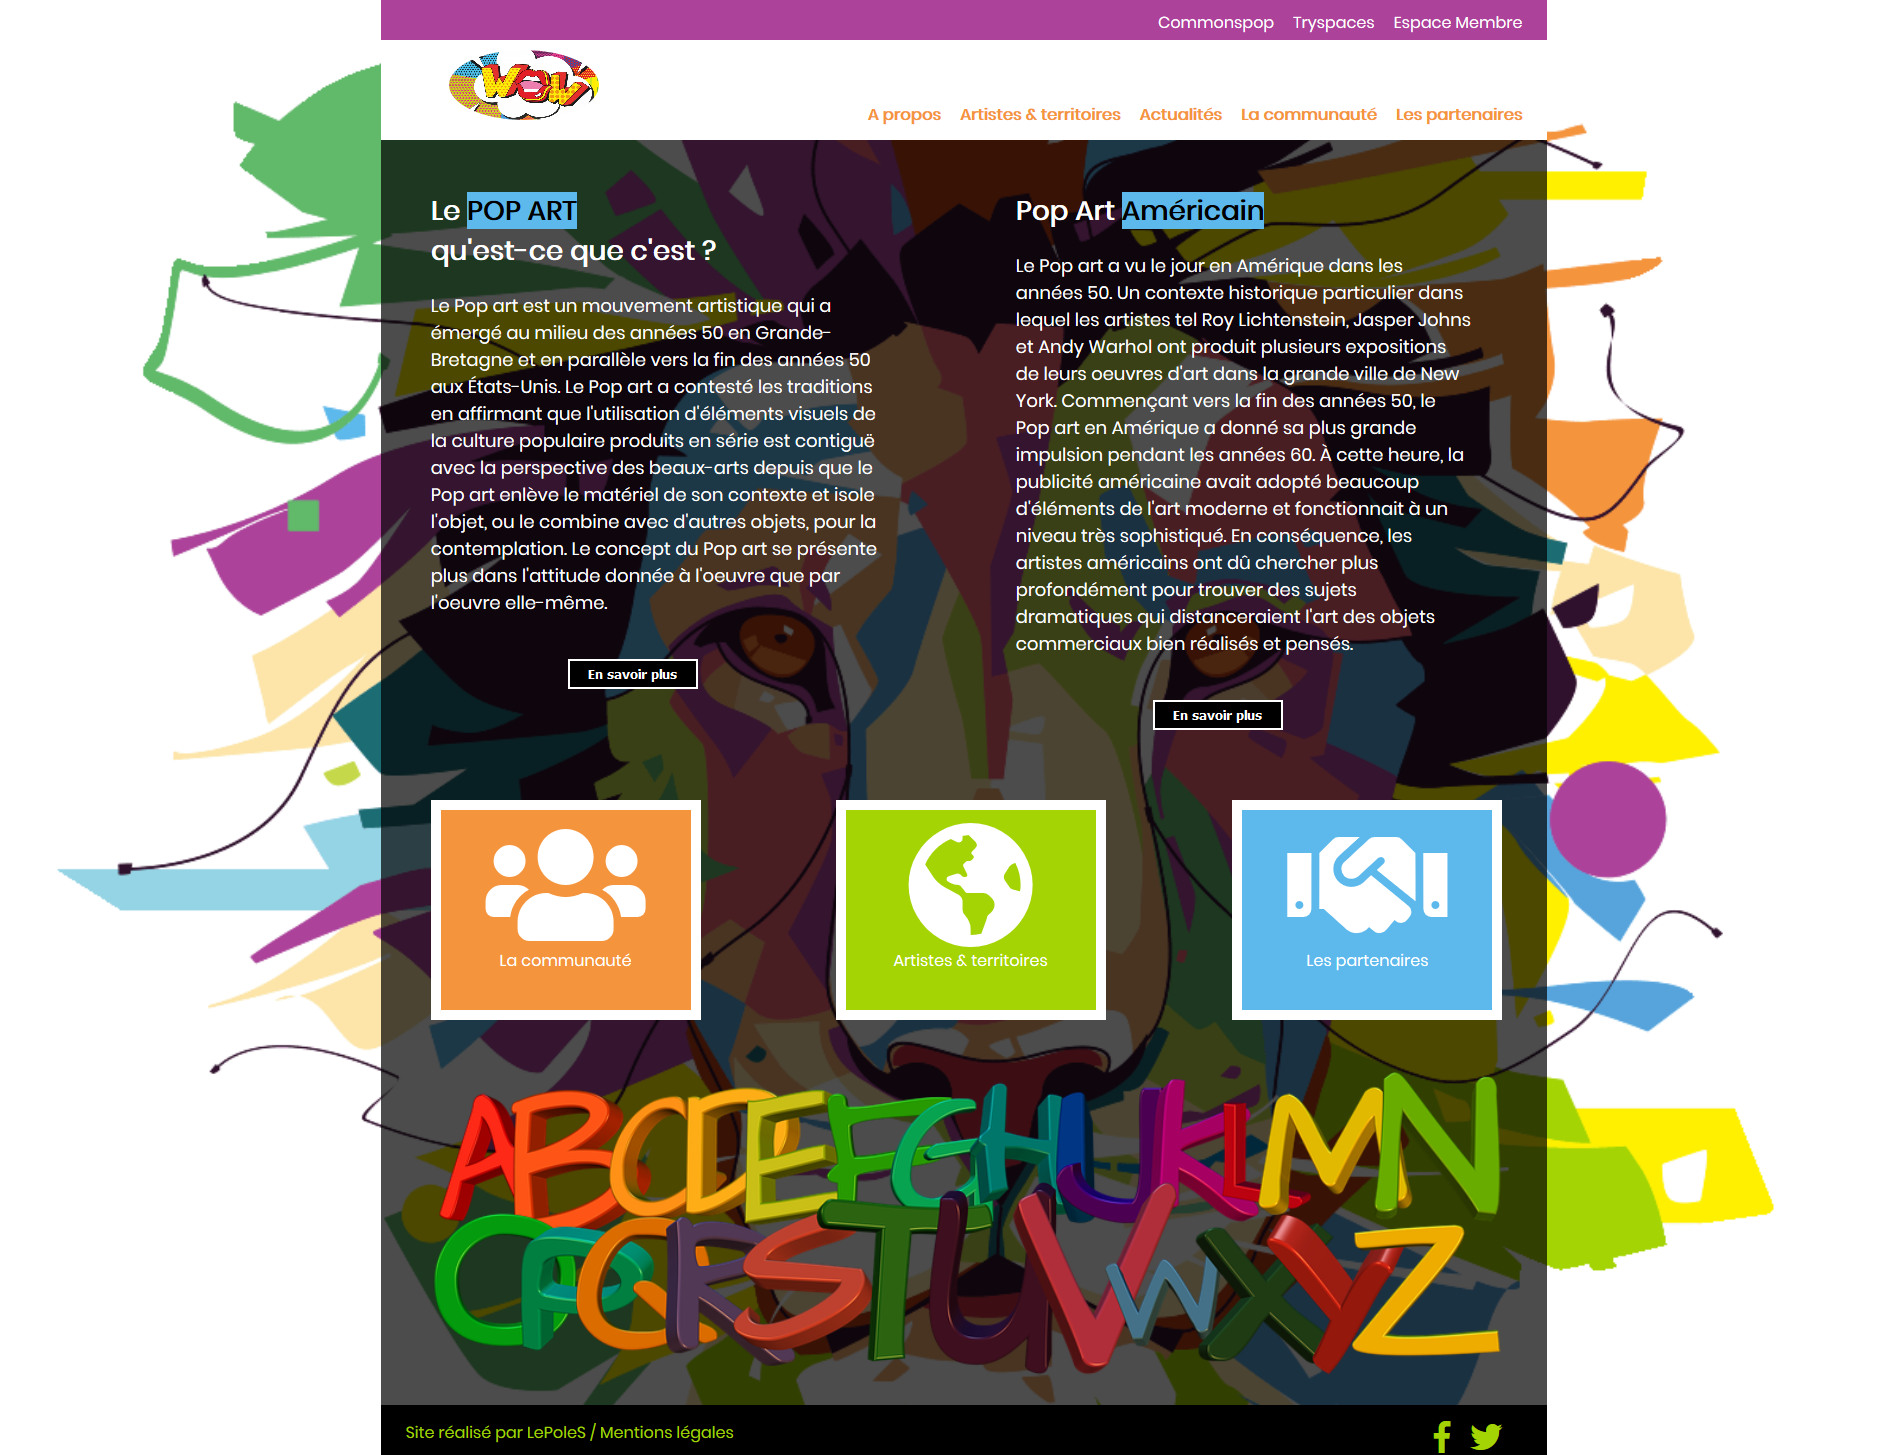 Commonspop Tryspaces Espace Membre
WOW
A propos Artistes & territoires Actualités La communauté Les partenaires
Le POP ART
qu'est-ce que c'est ?
Le Pop art est un mouvement artistique qui a
émergé au milieu des années 50 en Grande-
Bretagne et en parallèle vers la fin des années 50
aux États-Unis. Le Pop art a contesté les traditions
en affirmant que l'utilisation d'éléments visuels de
la culture populaire produits en série est contiguë
avec la perspective des beaux-arts depuis que le
Pop art enlève le matériel de son contexte et isole
l'objet, ou le combine avec d'autres objets, pour la
contemplation. Le concept du Pop art se présente
plus dans l'attitude donnée à l'oeuvre que par
l'oeuvre elle-même.
En savoir plus
Pop Art Américain
Le Pop art a vu le jour en Amérique dans les
années 50. Un contexte historique particulier dans
lequel les artistes tel Roy Lichtenstein, Jasper Johns
et Andy Warhol ont produit plusieurs expositions
de leurs oeuvres d'art dans la grande ville de New
York. Commençant vers la fin des années 50, le
Pop art en Amérique a donné sa plus grande
impulsion pendant les années 60. À cette heure, la
publicité américaine avait adopté beaucoup
d'éléments de l'art moderne et fonctionnait à un
niveau très sophistiqué. En conséquence, les
artistes américains ont dû chercher plus
profondément pour trouver des sujets
dramatiques qui distanceraient l'art des objets
commerciaux bien réalisés et pensés.
En savoir plus
La communauté
Artistes & territoires
Les partenaires
ABCDEFGHIJKLMN
OPQRSTUVWXYZ
Site réalisé par LePoleS / Mentions légales